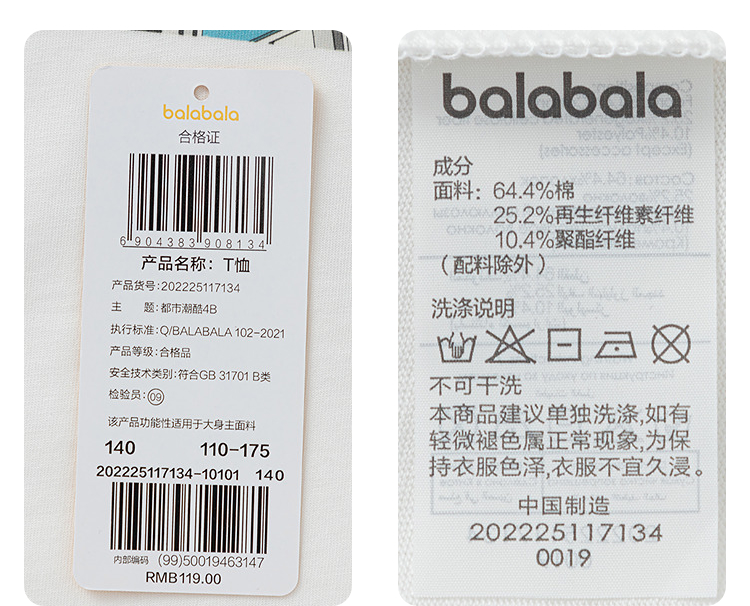 balabala
合格证
6 904383 908134
产品名称：T恤
产品货号:202225117134
主 题:都市潮酷4B
执行标准:Q/BALABALA 102-2021
产品等级:合格品
安全技术类别:符合GB 31701 B类
检验员:09
该产品功能性适用于大身主面料
140 110-175
202225117134-10101 140
内部编码 (99)50019463147
RMB119.00
balabala
成分
面料：64.4%棉
25.2%再生纤维素纤维
10.4%聚酯纤维
（配料除外）
洗涤说明
不可干洗
本商品建议单独洗涤,如有
轻微褪色属正常现象,为保
持衣服色泽,衣服不宜久浸。
中国制造
202225117134
0019